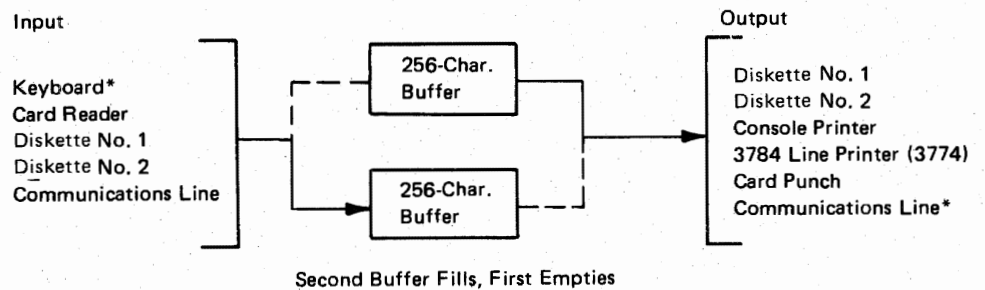 Input
Keyboard*
Card Reader
Diskette No. 1
Diskette No. 2
Communications Line
256-Char.
Buffer
256-Char.
Buffer
Output
Diskette No. 1
Diskette No. 2
Console Printer
3784 Line Printer (3774)
Card Punch
Communications Line*
Second Buffer Fills, First Empties